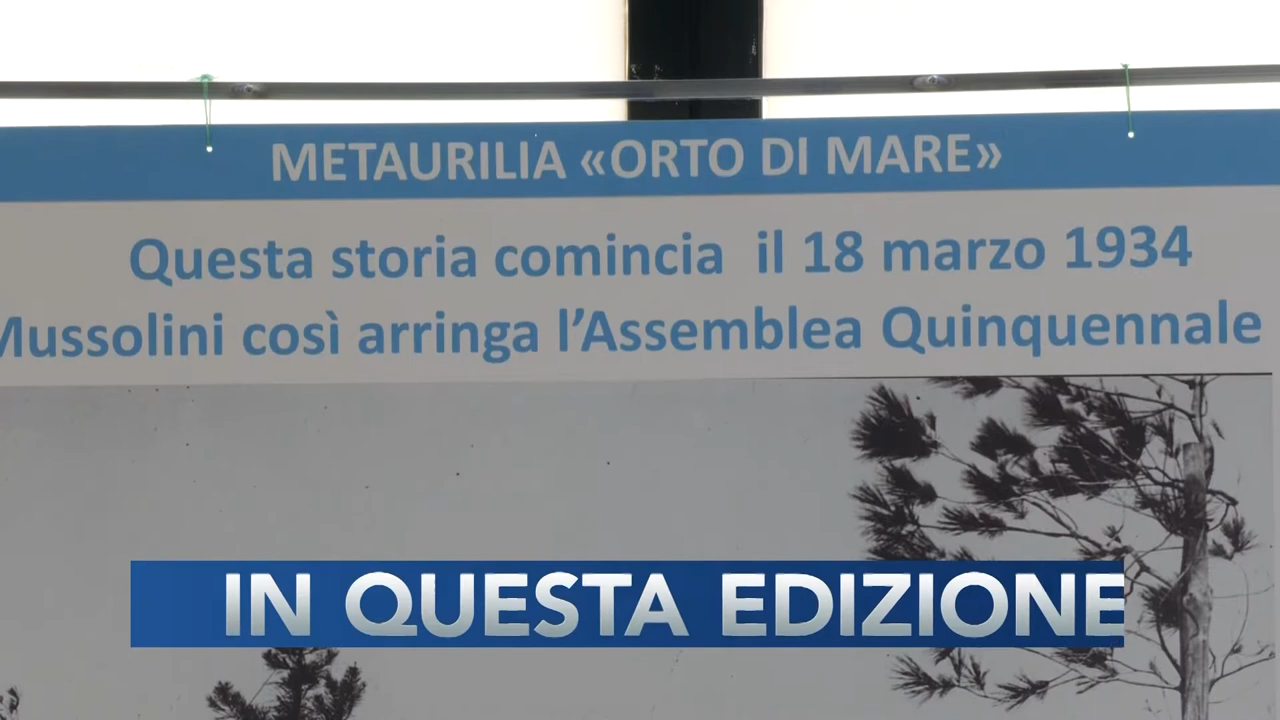 METAURILIA «ORTO DI MARE»
Questa storia comincia il 18 marzo 1934
Mussolini così arringa l'Assemblea Quinquennale
IN QUESTA EDIZIONE